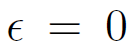 ϵ = 0